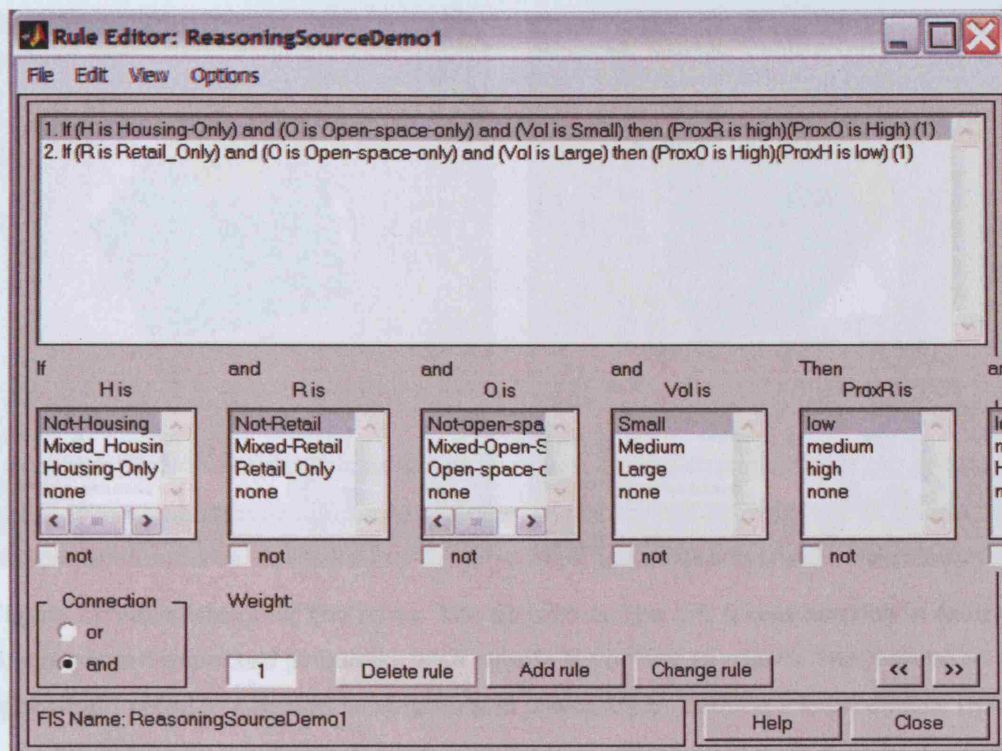 Rule Editor: ReasoningSourceDemo1
File Edit View Options
1. If (H is Housing-Only) and (O is Open-space-only) and (Vol is Small) then (ProxR is high)(ProxO is High) (1)
2. If (R is Retail_Only) and (O is Open-space-only) and (Vol is Large) then (ProxO is High)(ProxH is low) (1)
If and and and Then
H is R is O is Vol is ProxR is
Not-Housing Not-Retail Not-open-spa Small low
Mixed_Housin Mixed-Retail Mixed-Open-S Medium medium
Housing-Only Retail_Only Open-space-o Large high
none none none none none
not not not not not
Connection Weight:
or
and 1 Delete rule Add rule Change rule << >>
FIS Name: ReasoningSourceDemo1 Help Close